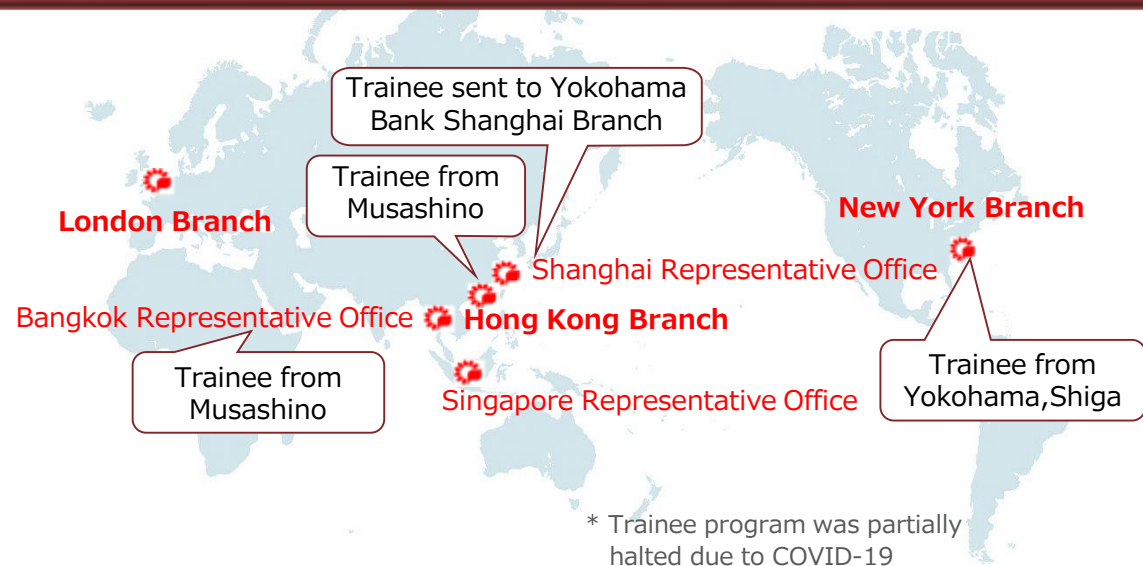 Trainee sent to Yokohama
Bank Shanghai Branch
Trainee from
Musashino
London Branch
New York Branch
Shanghai Representative Office
Bangkok Representative Office
Hong Kong Branch
Trainee from
Musashino
Singapore Representative Office
Trainee from
Yokohama,Shiga
* Trainee program was partially
halted due to COVID-19